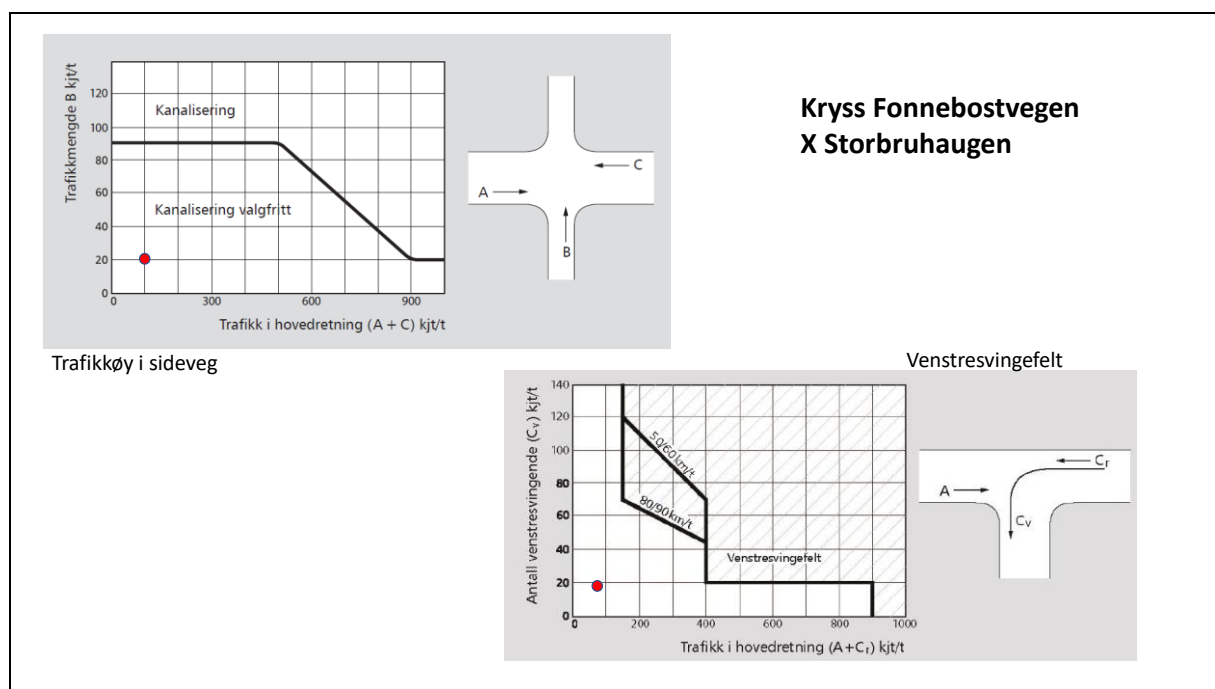 Kryss Fonnebostvegen
X Storbruhaugen
Trafikkmengde B kjt/t
120
100
80
60
40
20
0
Kanalisering
Kanalisering valgfritt
0 300 600 900
Trafikk i hovedretning (A + C) kjt/t
A
C
B
Trafikkøy i sideveg
Venstresvingefelt
Antall venstresvingende (Cv) kjt/t
140
120
100
80
60
40
20
0
50/60 km/t
80/90 km/t
Venstresvingefelt
0 200 400 600 800 1000
Trafikk i hovedretning (A+Cr) kjt/t
A
Cr
Cv